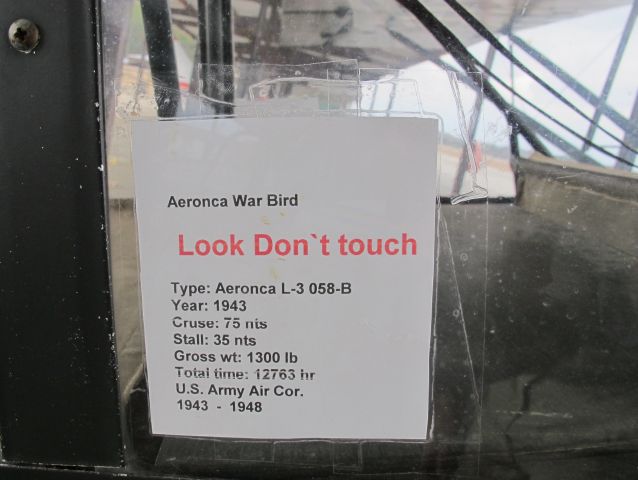 Aeronca War Bird
Look Don`t touch
Type: Aeronca L-3 058-B
Year: 1943
Cruse: 75 nts
Stall: 35 nts
Gross wt: 1300 lb
Total time: 12763 hr
U.S. Army Air Cor.
1943 - 1948